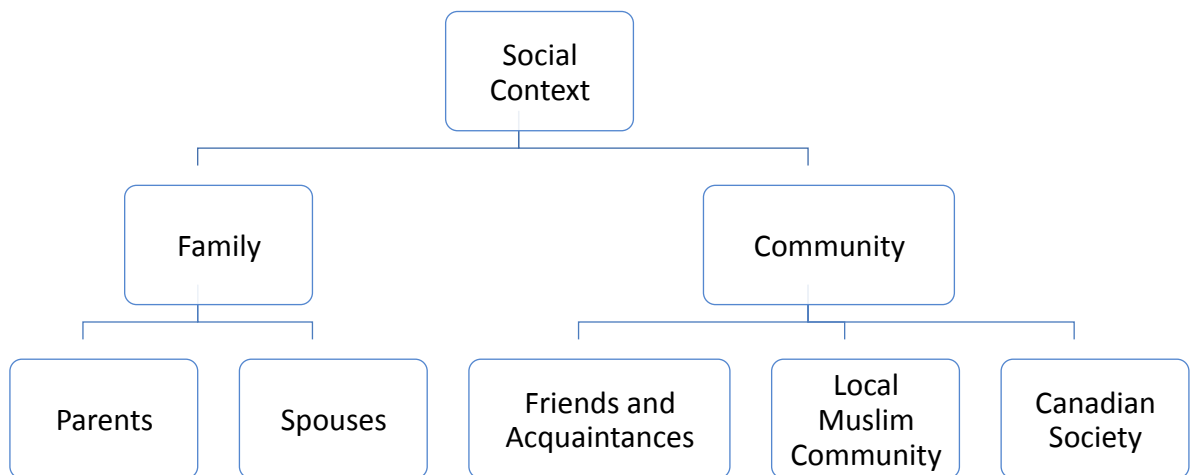 Social
Context
Family
Community
Parents
Spouses
Friends and
Acquaintances
Local
Muslim
Community
Canadian
Society